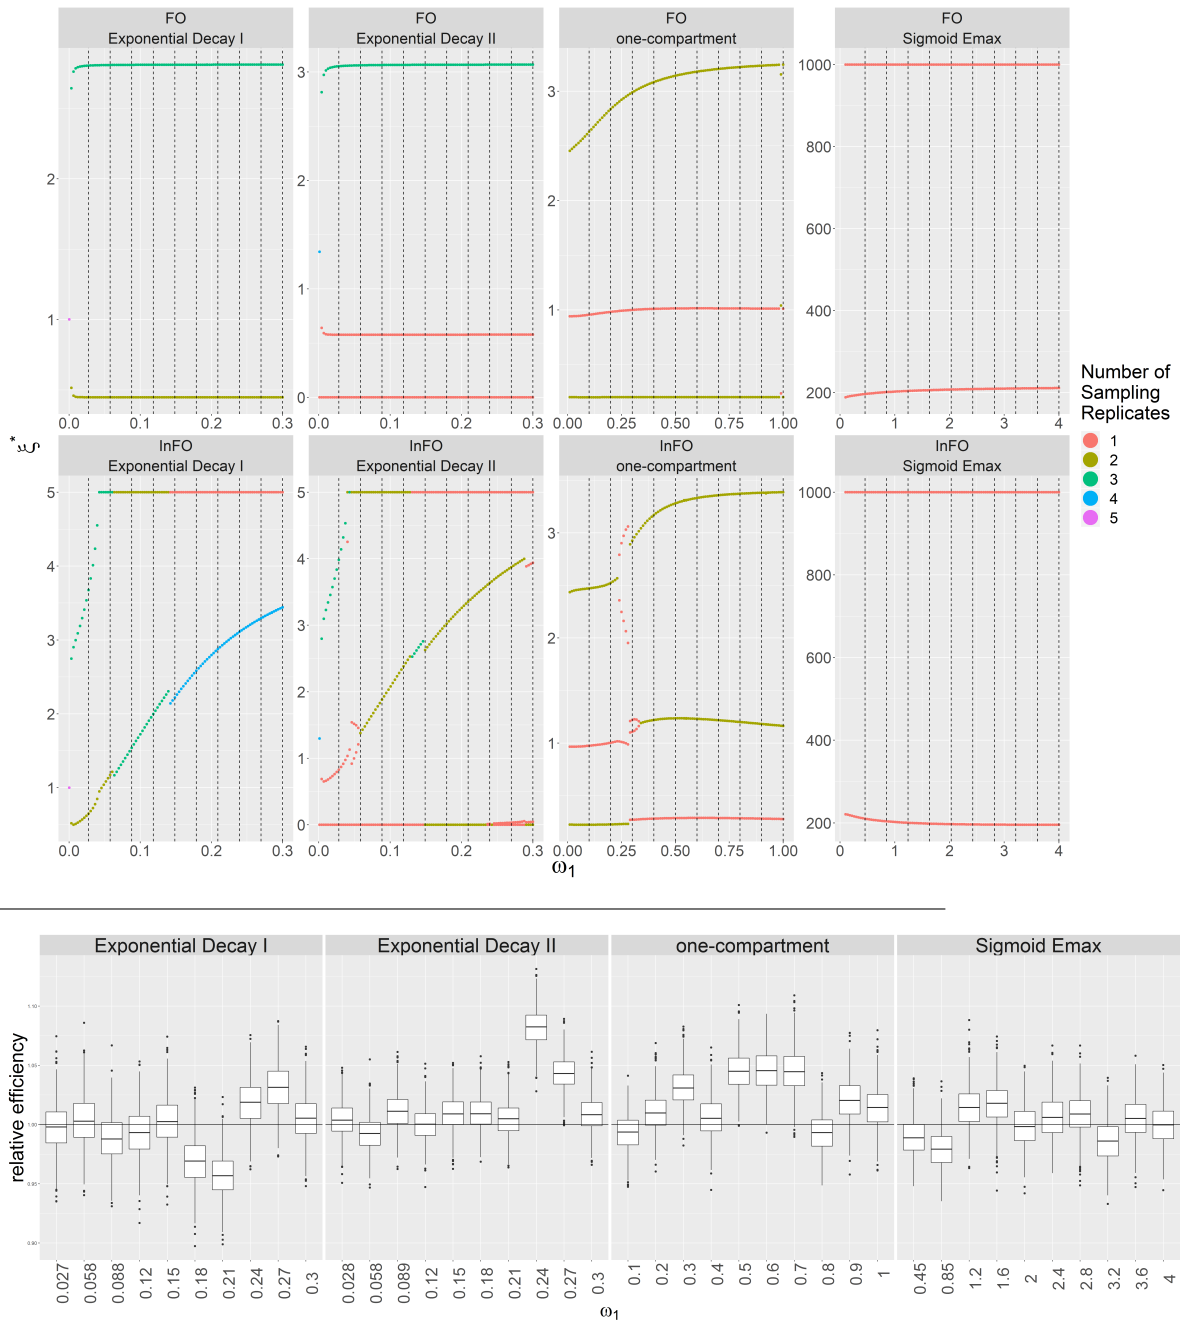 FO
Exponential Decay I
FO
Exponential Decay II
FO
one-compartment
FO
Sigmoid Emax
2
1
0.0
0.1
0.2
0.3
3
2
1
0
0.0
0.1
0.2
0.3
3
2
1
0.00
0.25
0.50
0.75
1.00
1000
800
600
400
200
0
1
2
3
4
ξ*
InFO
Exponential Decay I
InFO
Exponential Decay II
InFO
one-compartment
InFO
Sigmoid Emax
5
4
3
2
1
0.0
0.1
0.2
0.3
5
4
3
2
1
0
0.0
0.1
0.2
0.3
3
2
1
0.00
0.25
0.50
0.75
1.00
1000
800
600
400
200
0
1
2
3
4
ω1
Number of
Sampling
Replicates
1
2
3
4
5
Exponential Decay I
Exponential Decay II
one-compartment
Sigmoid Emax
relative efficiency
1.10
1.05
1.00
0.95
0.90
0.027 0.058 0.088 0.12 0.15 0.18 0.21 0.24 0.27 0.3
0.028 0.058 0.089 0.12 0.15 0.18 0.21 0.24 0.27 0.3
0.1 0.2 0.3 0.4 0.5 0.6 0.7 0.8 0.9 1
0.45 0.85 1.2 1.6 2 2.4 2.8 3.2 3.6 4
ω1